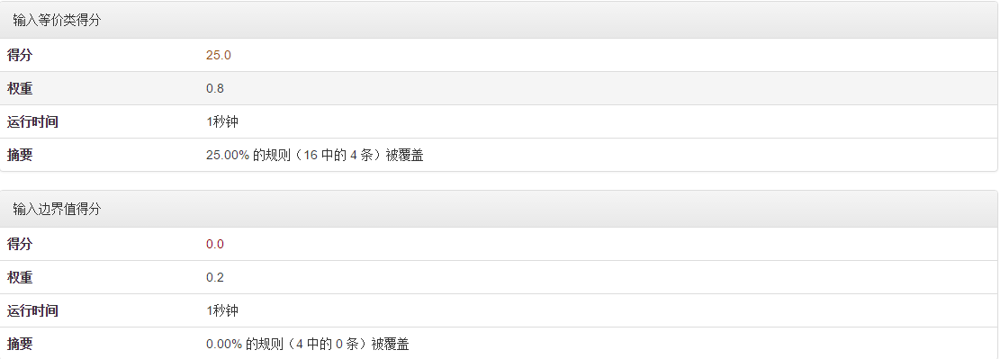 输入等价类得分
得分 25.0
权重 0.8
运行时间 1秒钟
摘要 25.00% 的规则（16 中的 4 条）被覆盖
输入边界值得分
得分 0.0
权重 0.2
运行时间 1秒钟
摘要 0.00% 的规则（4 中的 0 条）被覆盖